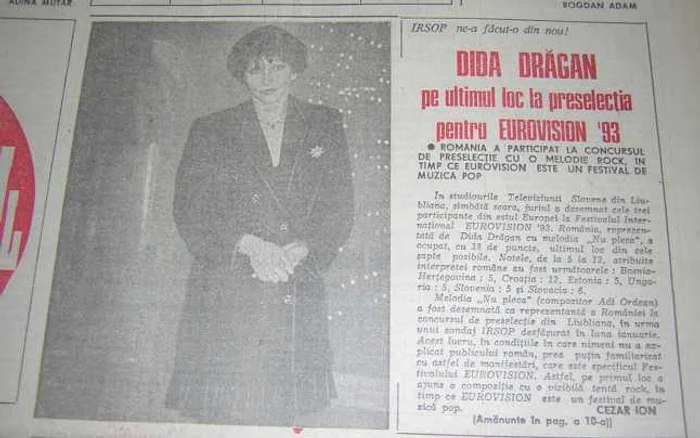 ADINA MUTAR
BOGDAN ADAM
IRSOP ne-a făcut-o din nou!
DIDA DRĂGAN
pe ultimul loc la preselecția
pentru EUROVISION '93
● ROMANIA A PARTICIPAT LA CONCURSUL
DE PRESELECȚIE CU O MELODIE ROCK, IN
TIMP CE EUROVISION ESTE UN FESTIVAL DE
MUZICĂ POP
In studiourile Televiziunii Slovene din Liu-
bliana, sîmbătă seara, juriul a desemnat cele trei
participante din estul Europei la Festivalul Inter-
național EUROVISION '93. România, reprezen-
tată de Dida Drăgan cu melodia „Nu pleca", a
ocupat, cu 38 de puncte, ultimul loc din cele
șapte posibile. Notele, de la 5 la 12, atribuite
interpretei române au fost următoarele: Bosnia-
Herțegovina : 5, Croația : 12, Estonia : 5, Unga-
ria : 5, Slovenia : 5 și Slovacia : 6.
Melodia „Nu pleca" (compozitor Adi Ordean)
a fost desemnată ca reprezentantă a României la
concursul de preselecție din Liubliana, în urma
unui sondaj IRSOP desfășurat în luna ianuarie.
Acest lucru, în condițiile în care nimeni nu a ex-
plicat publicului român, prea puțin familiarizat
cu astfel de manifestări, care este specificul Fes-
tivalului EUROVISION. Astfel, pe primul loc a
ajuns o compoziție cu o vizibilă tentă rock, în
timp ce EUROVISION este un festival de mu-
zică pop.
CEZAR ION
(Amănunte în pag. a 10-a)